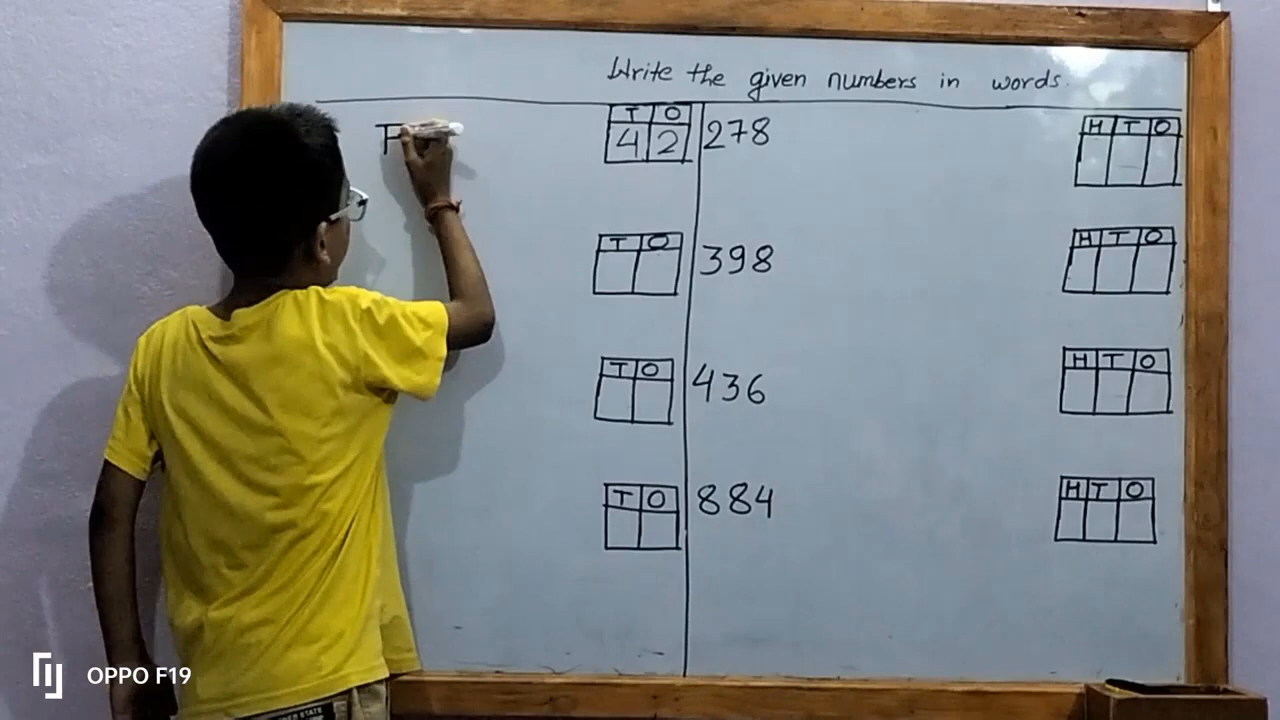 Write the given numbers in words.
F
T O
4 2
278
H T O
T O
398
H T O
T O
436
H T O
T O
884
H T O
OPPO F19